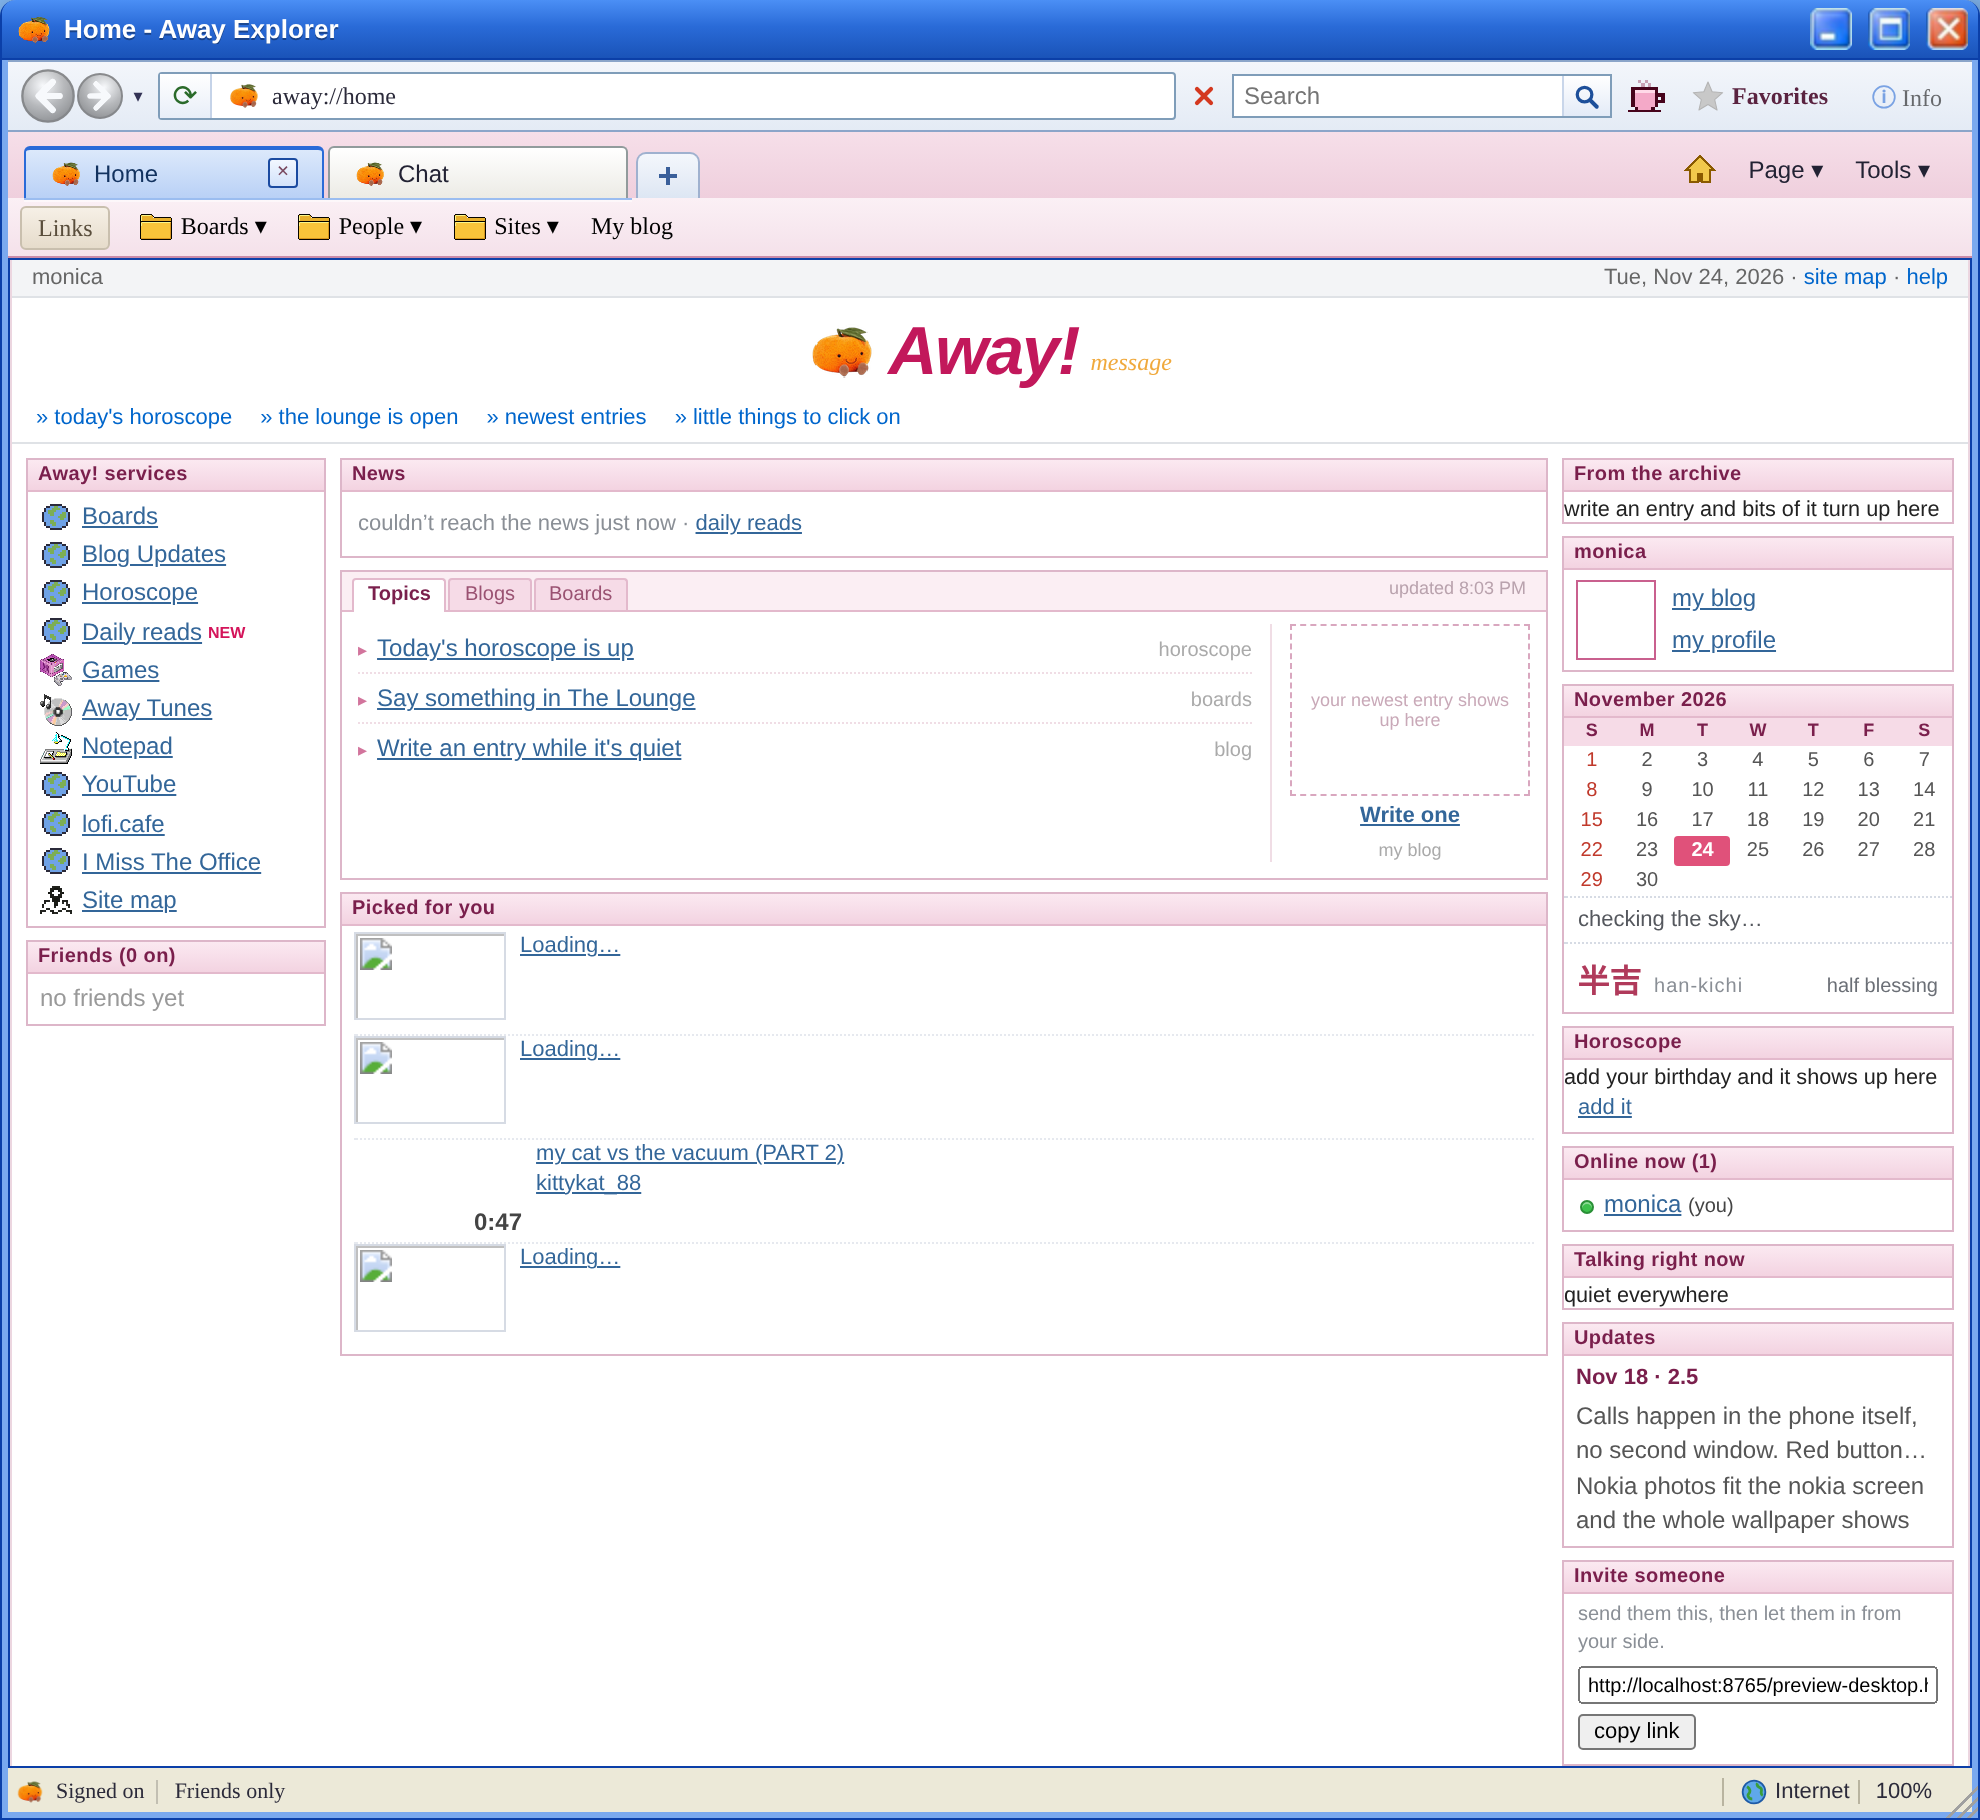 Home - Away Explorer
away://home
Search
Favorites
Info
Home
Chat
Page ▾
Tools ▾
Links
Boards ▾
People ▾
Sites ▾
My blog
monica
Tue, Nov 24, 2026 · site map · help
Away! message
» today's horoscope
» the lounge is open
» newest entries
» little things to click on
Away! services
Boards
Blog Updates
Horoscope
Daily reads NEW
Games
Away Tunes
Notepad
YouTube
lofi.cafe
I Miss The Office
Site map
Friends (0 on)
no friends yet
News
couldn’t reach the news just now · daily reads
Topics
Blogs
Boards
updated 8:03 PM
Today's horoscope is up
horoscope
Say something in The Lounge
boards
Write an entry while it's quiet
blog
your newest entry shows
up here
Write one
my blog
Picked for you
Loading…
Loading…
my cat vs the vacuum (PART 2)
kittykat_88
0:47
Loading…
From the archive
write an entry and bits of it turn up here
monica
my blog
my profile
November 2026
S M T W T F S
1 2 3 4 5 6 7
8 9 10 11 12 13 14
15 16 17 18 19 20 21
22 23 24 25 26 27 28
29 30
checking the sky…
半吉 han-kichi half blessing
Horoscope
add your birthday and it shows up here
add it
Online now (1)
monica (you)
Talking right now
quiet everywhere
Updates
Nov 18 · 2.5
Calls happen in the phone itself,
no second window. Red button…
Nokia photos fit the nokia screen
and the whole wallpaper shows
Invite someone
send them this, then let them in from
your side.
http://localhost:8765/preview-desktop.h
copy link
Signed on
Friends only
Internet
100%